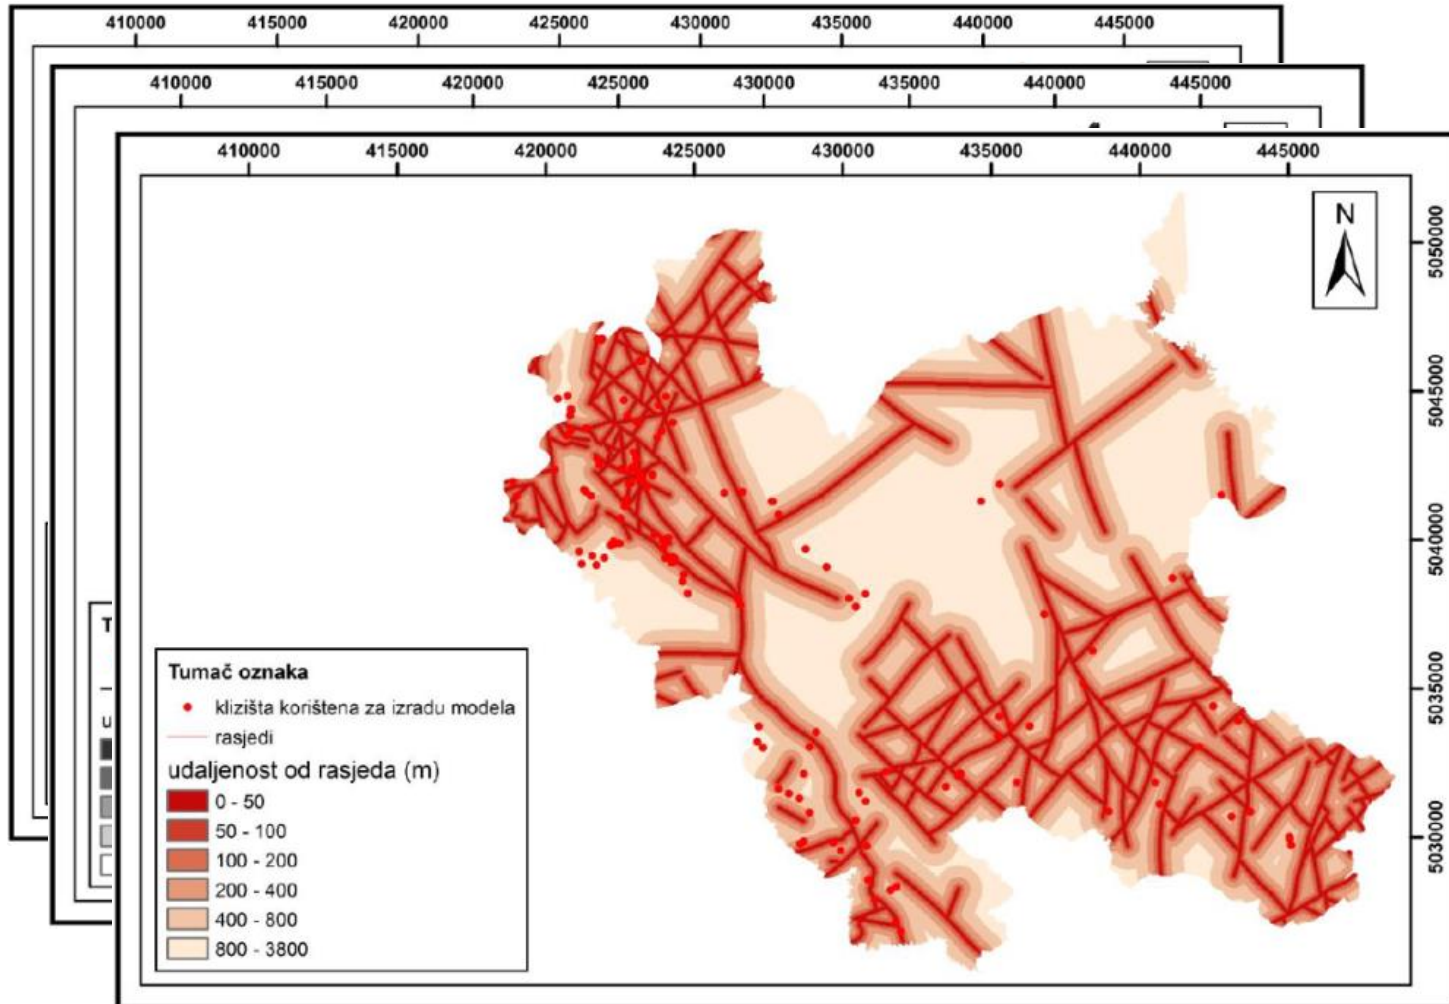 410000 415000 420000 425000 430000 435000 440000 445000
410000 415000 420000 425000 430000 435000 440000 445000
410000 415000 420000 425000 430000 435000 440000 445000
N
5050000
5045000
5040000
5035000
5030000
T
u
Tumač oznaka
klizišta korištena za izradu modela
rasjedi
udaljenost od rasjeda (m)
0 - 50
50 - 100
100 - 200
200 - 400
400 - 800
800 - 3800